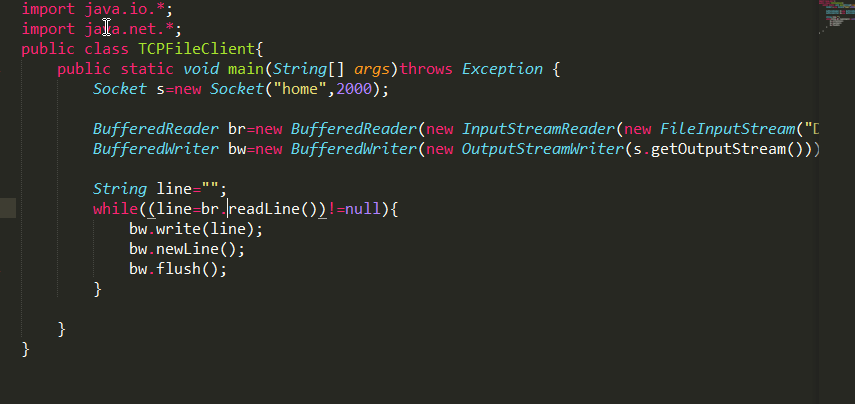 import java.io.*;
import java.net.*;
public class TCPFileClient{
public static void main(String[] args)throws Exception {
Socket s=new Socket("home",2000);
BufferedReader br=new BufferedReader(new InputStreamReader(new FileInputStream("D
BufferedWriter bw=new BufferedWriter(new OutputStreamWriter(s.getOutputStream()))
String line="";
while((line=br.readLine())!=null){
bw.write(line);
bw.newLine();
bw.flush();
}
}
}